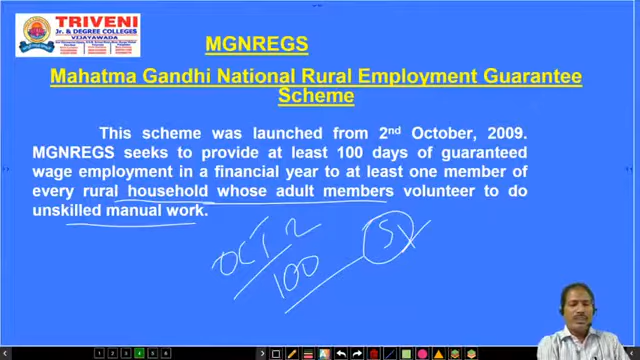 TRIVENI
Jr. & DEGREE COLLEGES
VIJAYAWADA
MGNREGS
Mahatma Gandhi National Rural Employment Guarantee
Scheme
This scheme was launched from 2nd October, 2009.
MGNREGS seeks to provide at least 100 days of guaranteed
wage employment in a financial year to at least one member of
every rural household whose adult members volunteer to do
unskilled manual work.
OCT 2
100